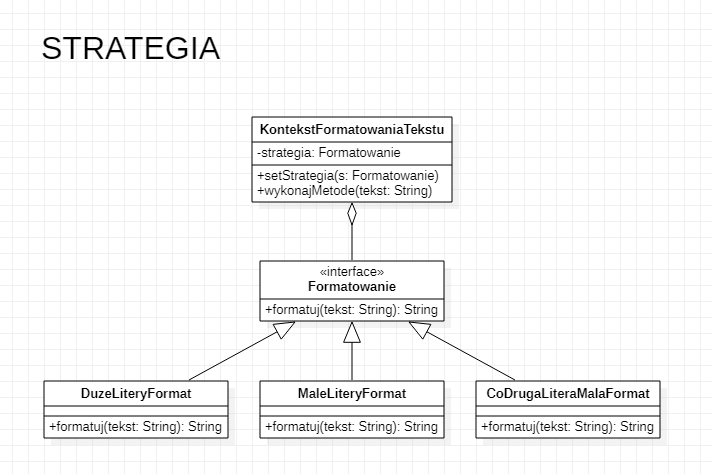 STRATEGIA
KontekstFormatowaniaTekstu
-strategia: Formatowanie
+setStrategia(s: Formatowanie)
+wykonajMetode(tekst: String)
«interface»
Formatowanie
+formatuj(tekst: String): String
DuzeLiteryFormat
+formatuj(tekst: String): String
MaleLiteryFormat
+formatuj(tekst: String): String
CoDrugaLiteraMalaFormat
+formatuj(tekst: String): String